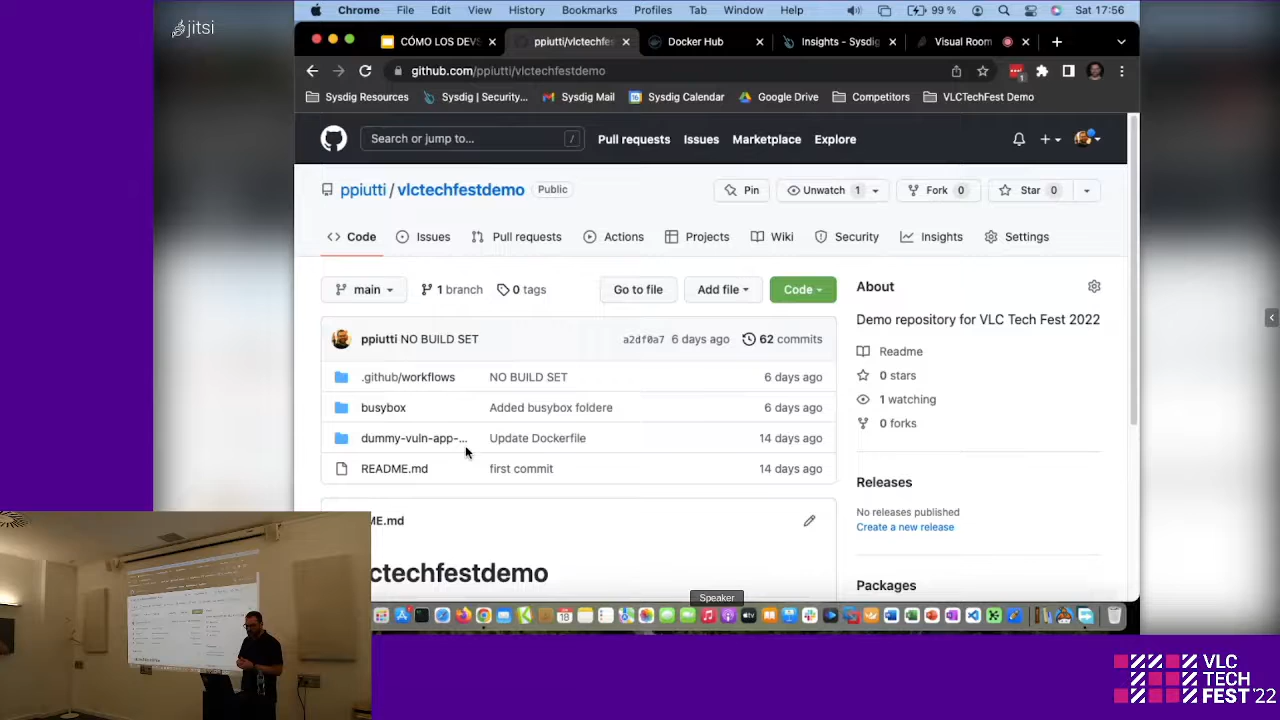 jitsi
Chrome File Edit View History Bookmarks Profiles Tab Window Help 99 % Sat 17:56
CÓMO LOS DEVS ppiutti/vlctechfes Docker Hub Insights - Sysdig Visual Room
github.com/ppiutti/vlctechfestdemo
Sysdig Resources Sysdig | Security... Sysdig Mail Sysdig Calendar Google Drive Competitors VLCTechFest Demo
Search or jump to... / Pull requests Issues Marketplace Explore
ppiutti / vlctechfestdemo Public Pin Unwatch 1 Fork 0 Star 0
Code Issues Pull requests Actions Projects Wiki Security Insights Settings
main 1 branch 0 tags Go to file Add file Code
About
Demo repository for VLC Tech Fest 2022
ppiutti NO BUILD SET a2df0a7 6 days ago 62 commits
Readme
.github/workflows NO BUILD SET 6 days ago
0 stars
busybox Added busybox foldere 6 days ago
1 watching
0 forks
dummy-vuln-app-... Update Dockerfile 14 days ago
README.md first commit 14 days ago
Releases
No releases published
Create a new release
ME.md
ctechfestdemo
Packages
Speaker
18
VLC
TECH
FEST'22